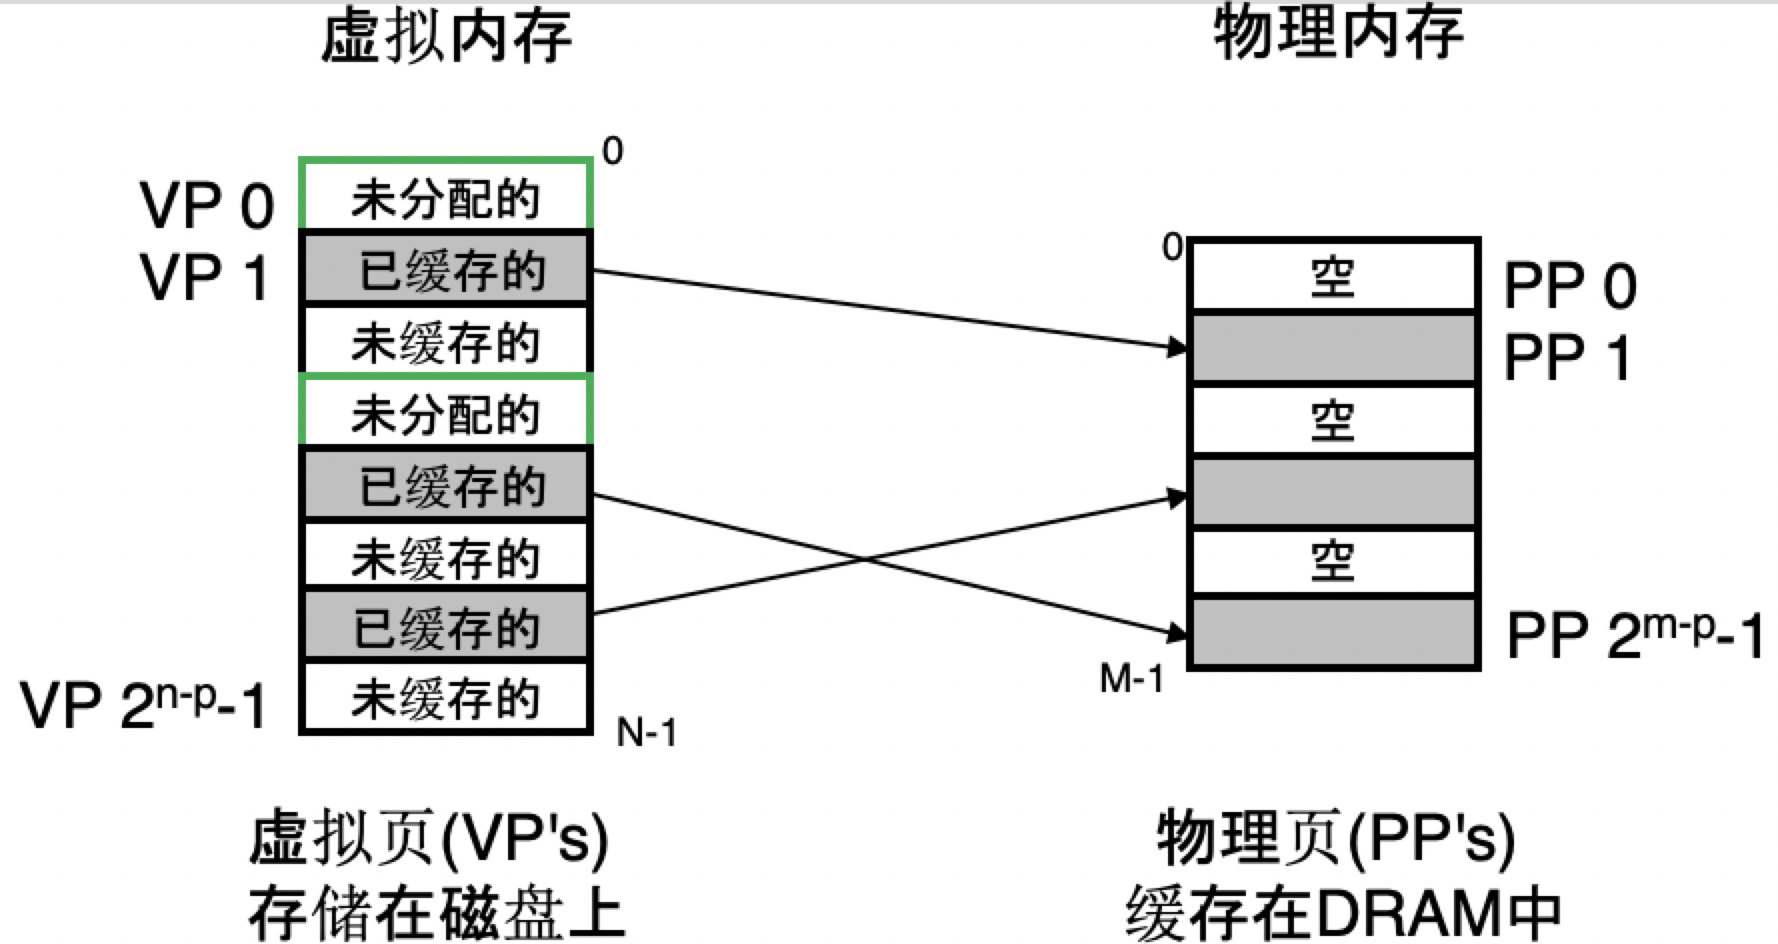 虚拟内存
物理内存
0
VP 0
未分配的
VP 1
已缓存的
未缓存的
未分配的
已缓存的
未缓存的
已缓存的
VP 2ⁿ⁻ᵖ-1
未缓存的
N-1
0
空
PP 0
PP 1
空
空
PP 2ᵐ⁻ᵖ-1
M-1
虚拟页(VP's)
存储在磁盘上
物理页(PP's)
缓存在DRAM中